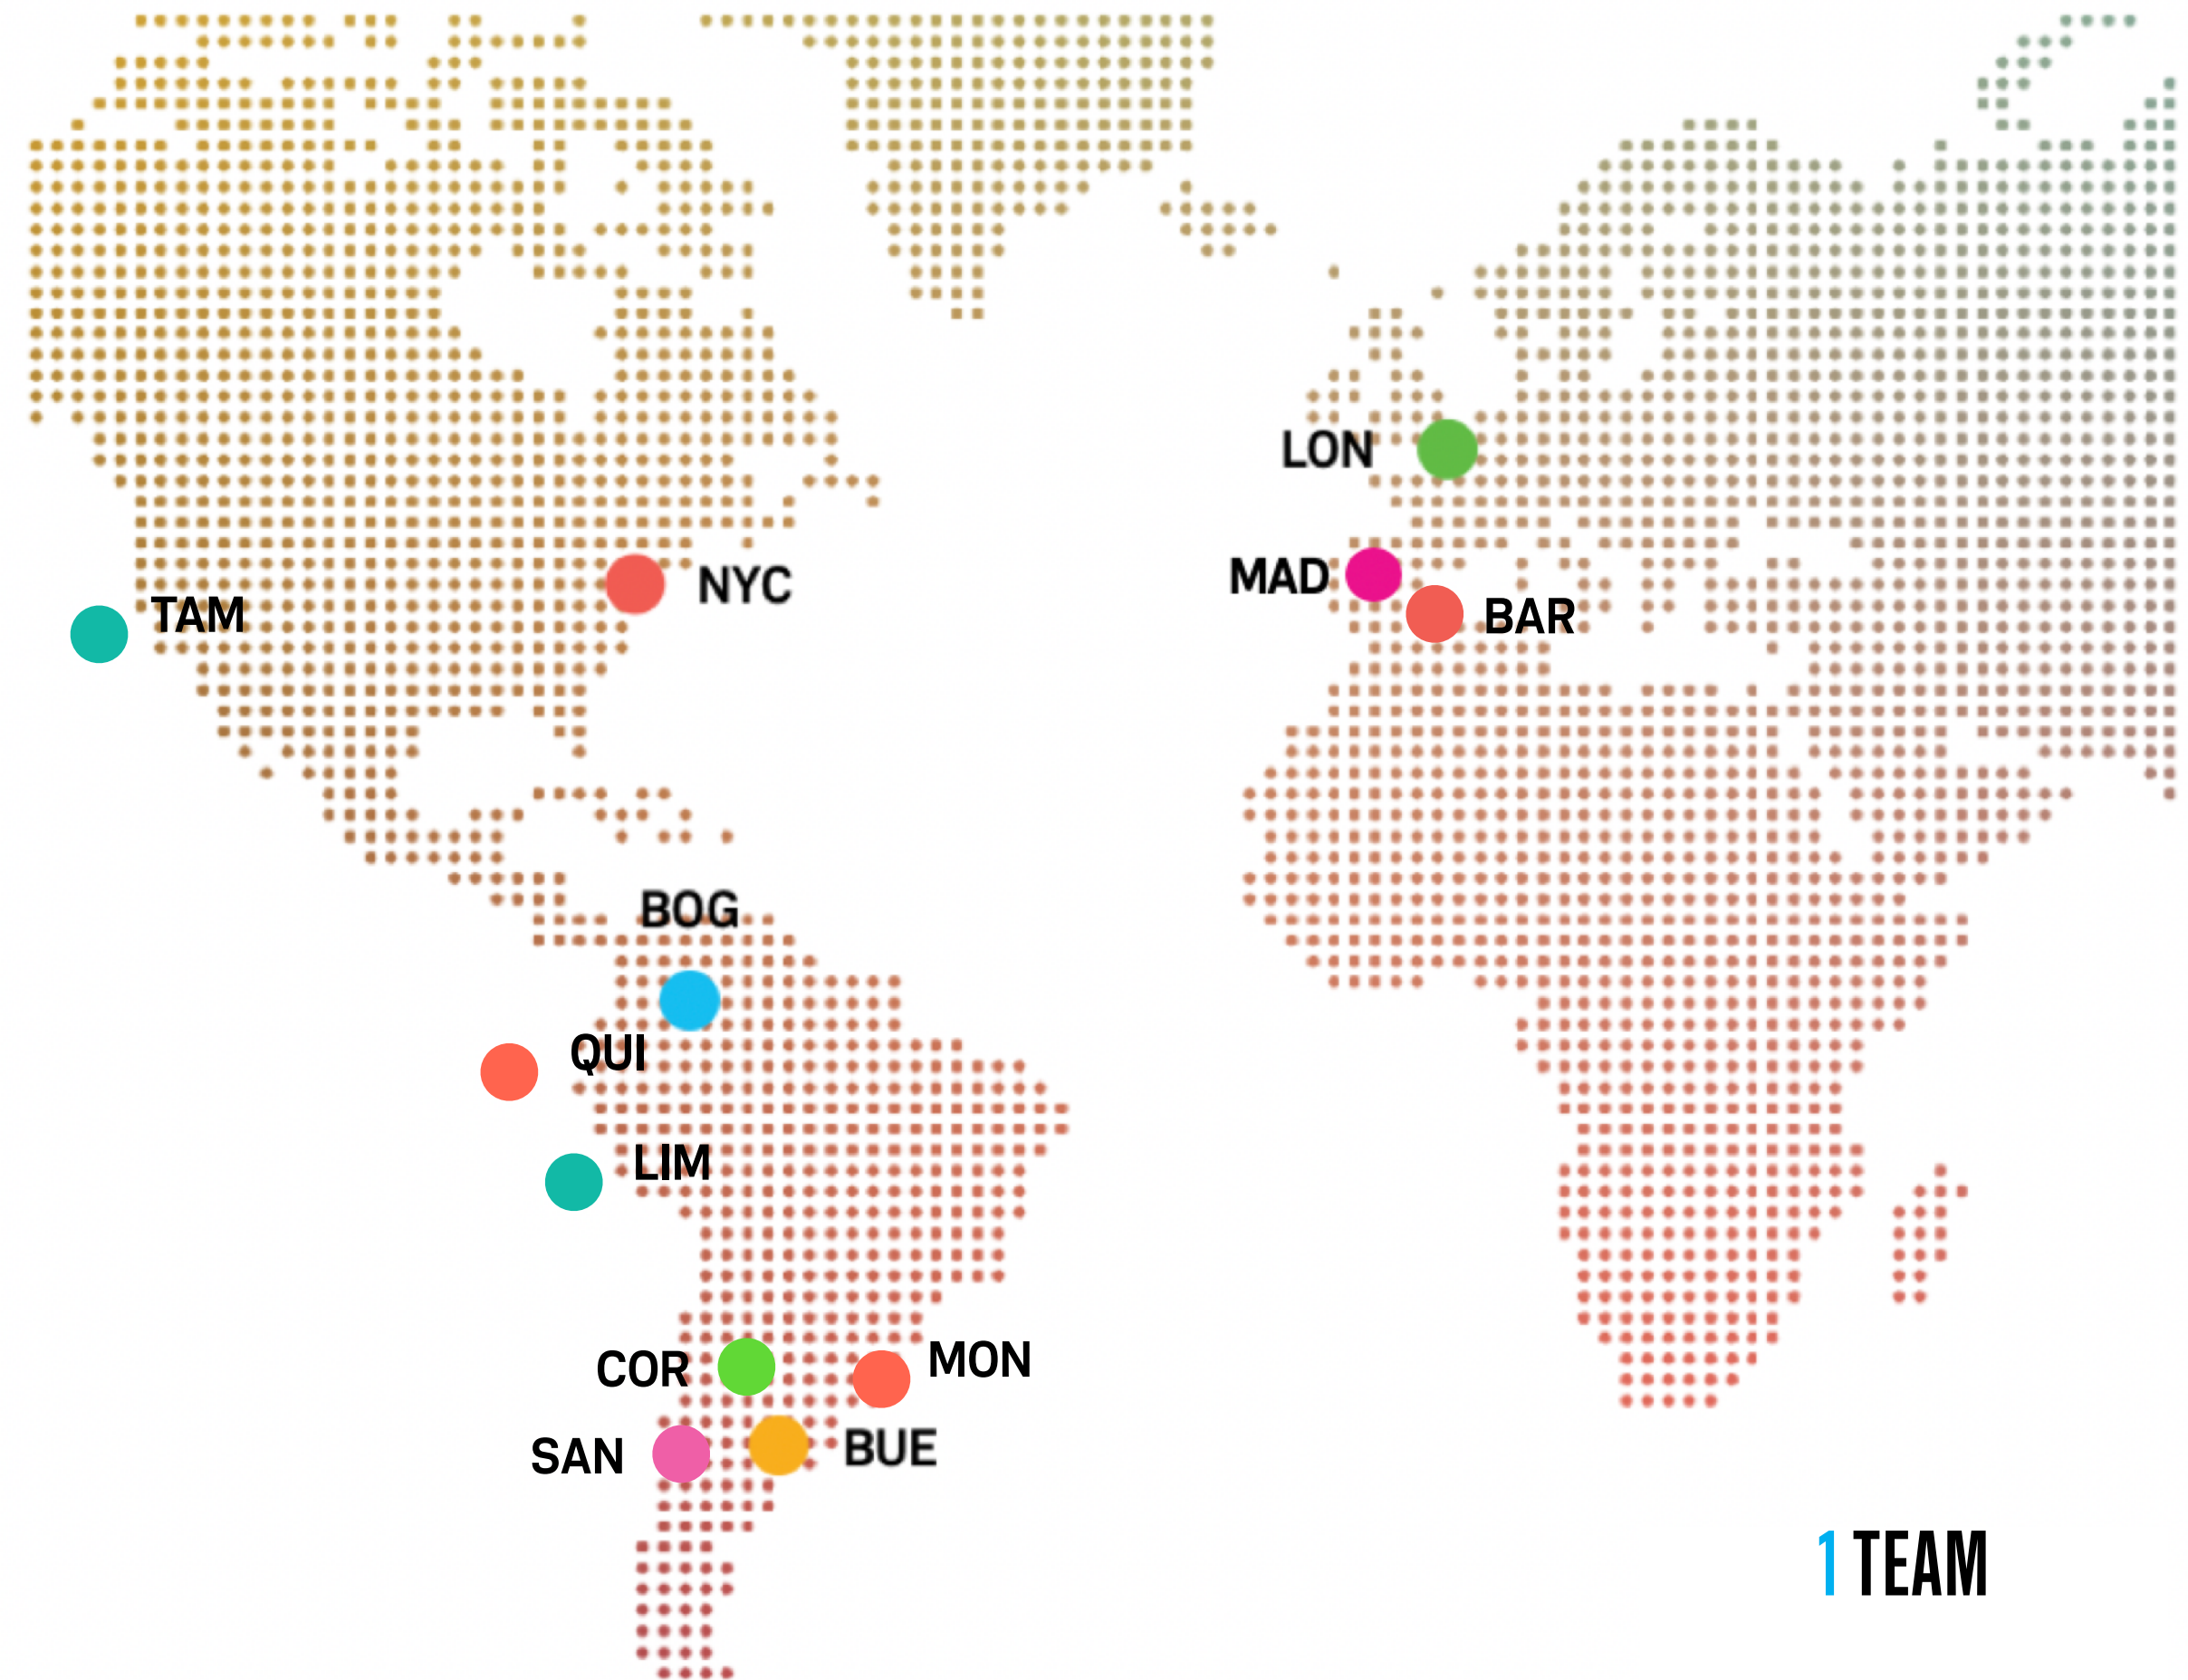 LON
MAD
NYC
BAR
TAM
BOG
QUI
LIM
COR
MON
SAN
BUE
1 TEAM